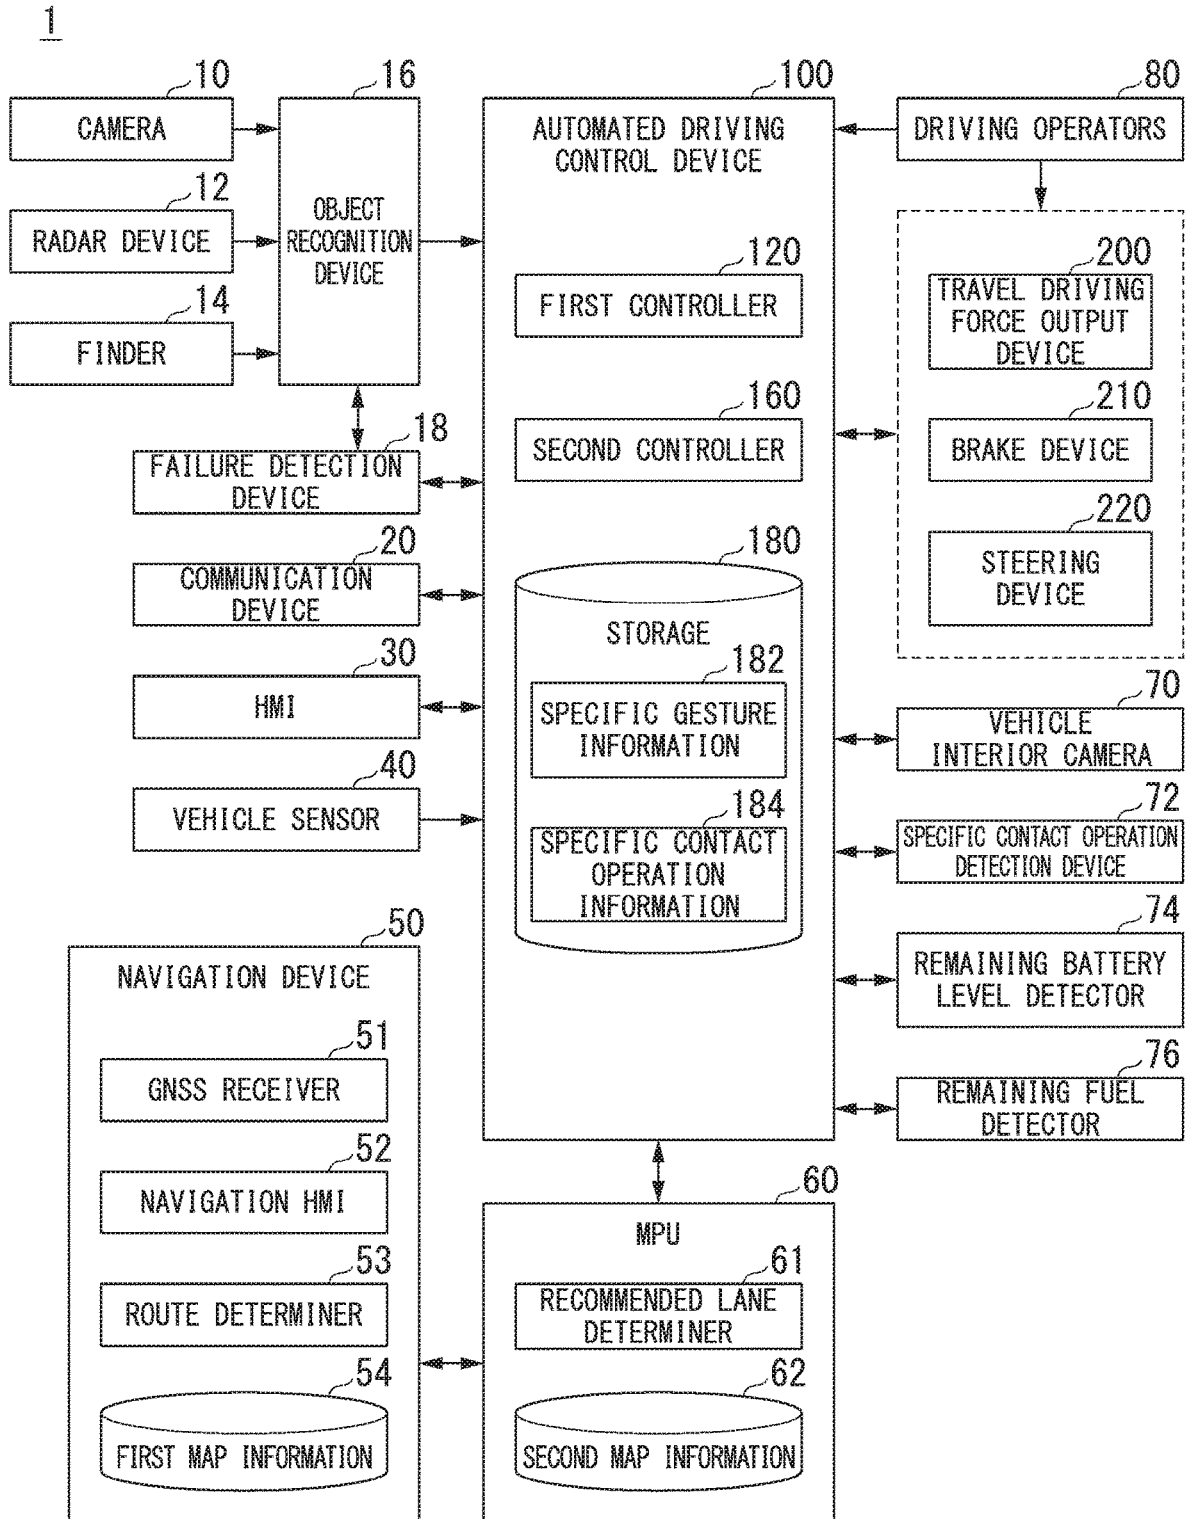 1
10
CAMERA
12
RADAR DEVICE
14
FINDER
16
OBJECT
RECOGNITION
DEVICE
18
FAILURE DETECTION
DEVICE
20
COMMUNICATION
DEVICE
30
HMI
40
VEHICLE SENSOR
50
NAVIGATION DEVICE
51
GNSS RECEIVER
52
NAVIGATION HMI
53
ROUTE DETERMINER
54
FIRST MAP INFORMATION
100
AUTOMATED DRIVING
CONTROL DEVICE
120
FIRST CONTROLLER
160
SECOND CONTROLLER
180
STORAGE
182
SPECIFIC GESTURE
INFORMATION
184
SPECIFIC CONTACT
OPERATION
INFORMATION
60
MPU
61
RECOMMENDED LANE
DETERMINER
62
SECOND MAP INFORMATION
80
DRIVING OPERATORS
200
TRAVEL DRIVING
FORCE OUTPUT
DEVICE
210
BRAKE DEVICE
220
STEERING
DEVICE
70
VEHICLE
INTERIOR CAMERA
72
SPECIFIC CONTACT OPERATION
DETECTION DEVICE
74
REMAINING BATTERY
LEVEL DETECTOR
76
REMAINING FUEL
DETECTOR